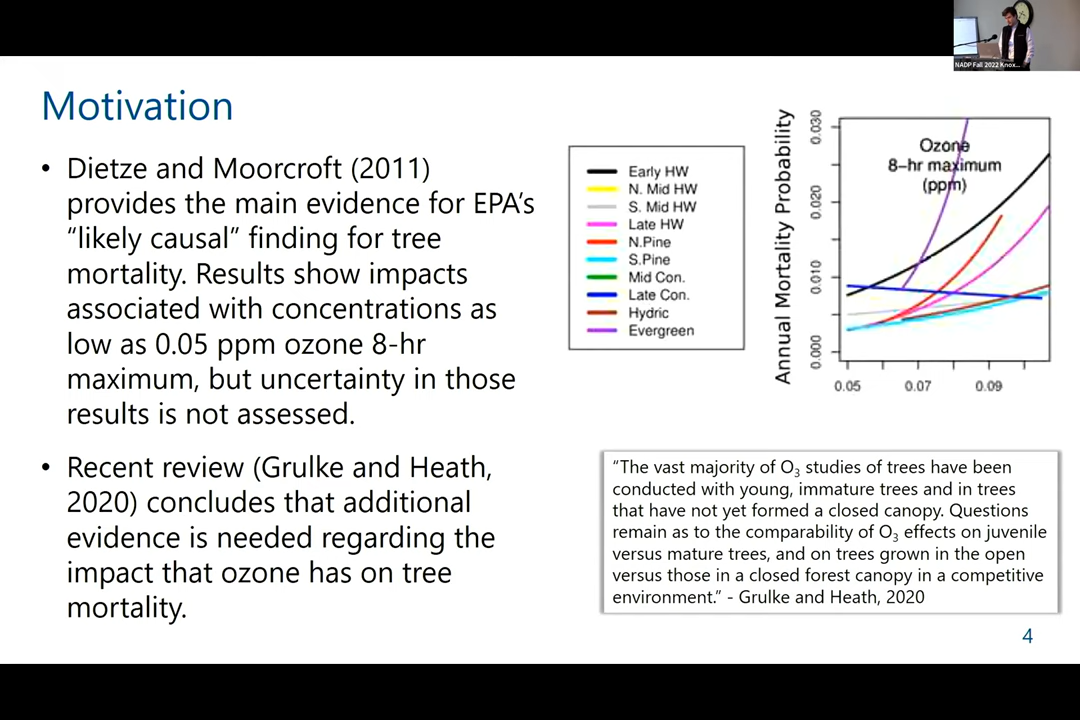 NADP Fall 2022 Knox...
Motivation
• Dietze and Moorcroft (2011)
provides the main evidence for EPA’s
“likely causal” finding for tree
mortality. Results show impacts
associated with concentrations as
low as 0.05 ppm ozone 8-hr
maximum, but uncertainty in those
results is not assessed.
• Recent review (Grulke and Heath,
2020) concludes that additional
evidence is needed regarding the
impact that ozone has on tree
mortality.
Early HW
N. Mid HW
S. Mid HW
Late HW
N.Pine
S.Pine
Mid Con.
Late Con.
Hydric
Evergreen
Annual Mortality Probability
0.030
0.020
0.010
0.000
Ozone
8-hr maximum
(ppm)
0.05 0.07 0.09
“The vast majority of O₃ studies of trees have been
conducted with young, immature trees and in trees
that have not yet formed a closed canopy. Questions
remain as to the comparability of O₃ effects on juvenile
versus mature trees, and on trees grown in the open
versus those in a closed forest canopy in a competitive
environment.” - Grulke and Heath, 2020
4